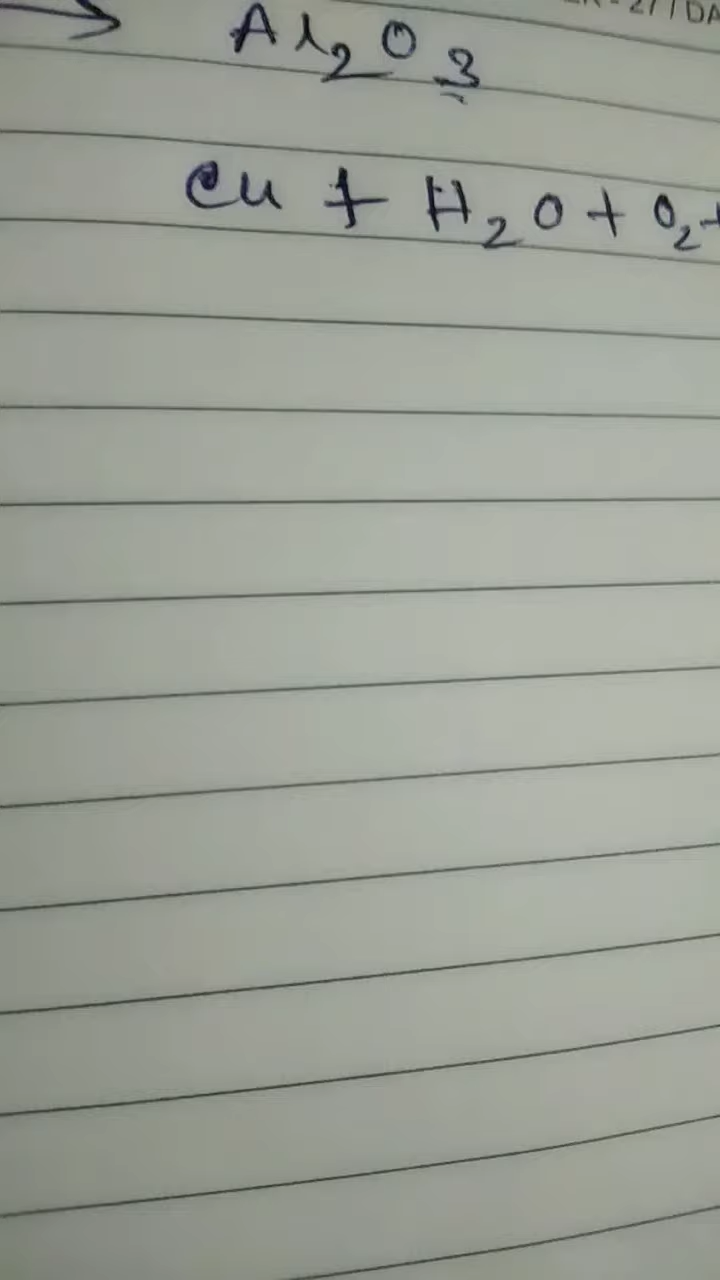 → Al₂O₃
Cu + H₂O + O₂ +